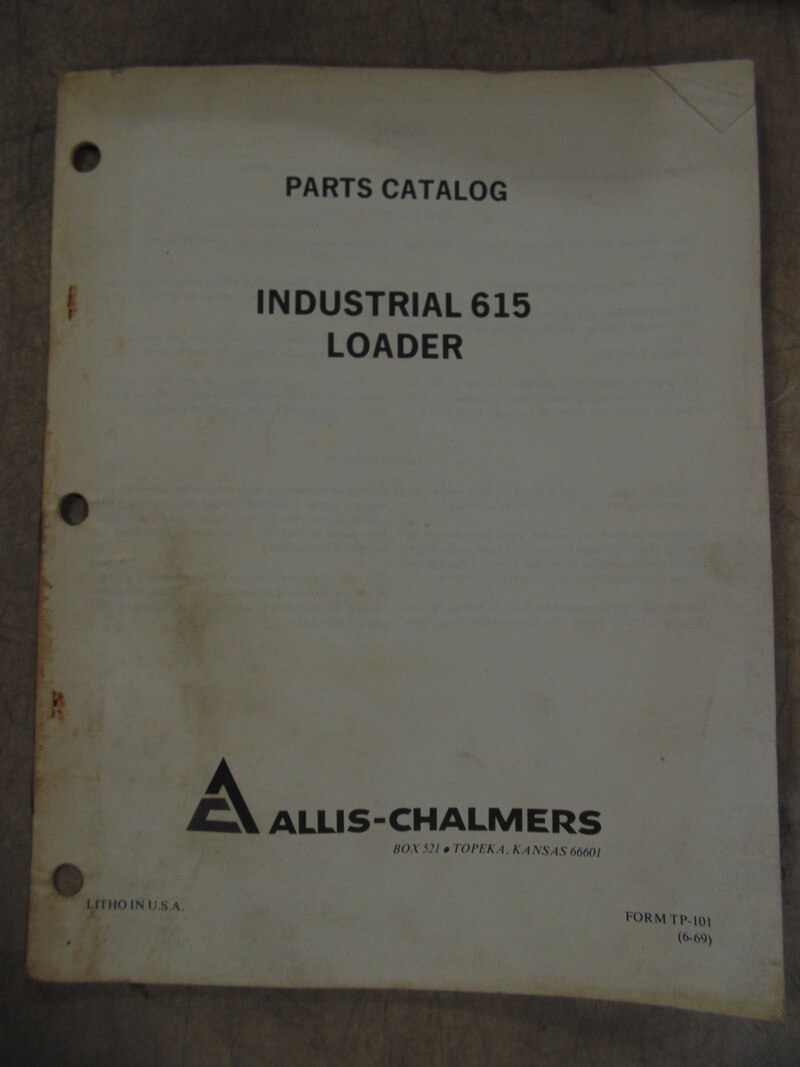 PARTS CATALOG
INDUSTRIAL 615
LOADER
ALLIS-CHALMERS
BOX 521 ● TOPEKA, KANSAS 66601
LITHO IN U.S.A.
FORM TP-101
(6-69)